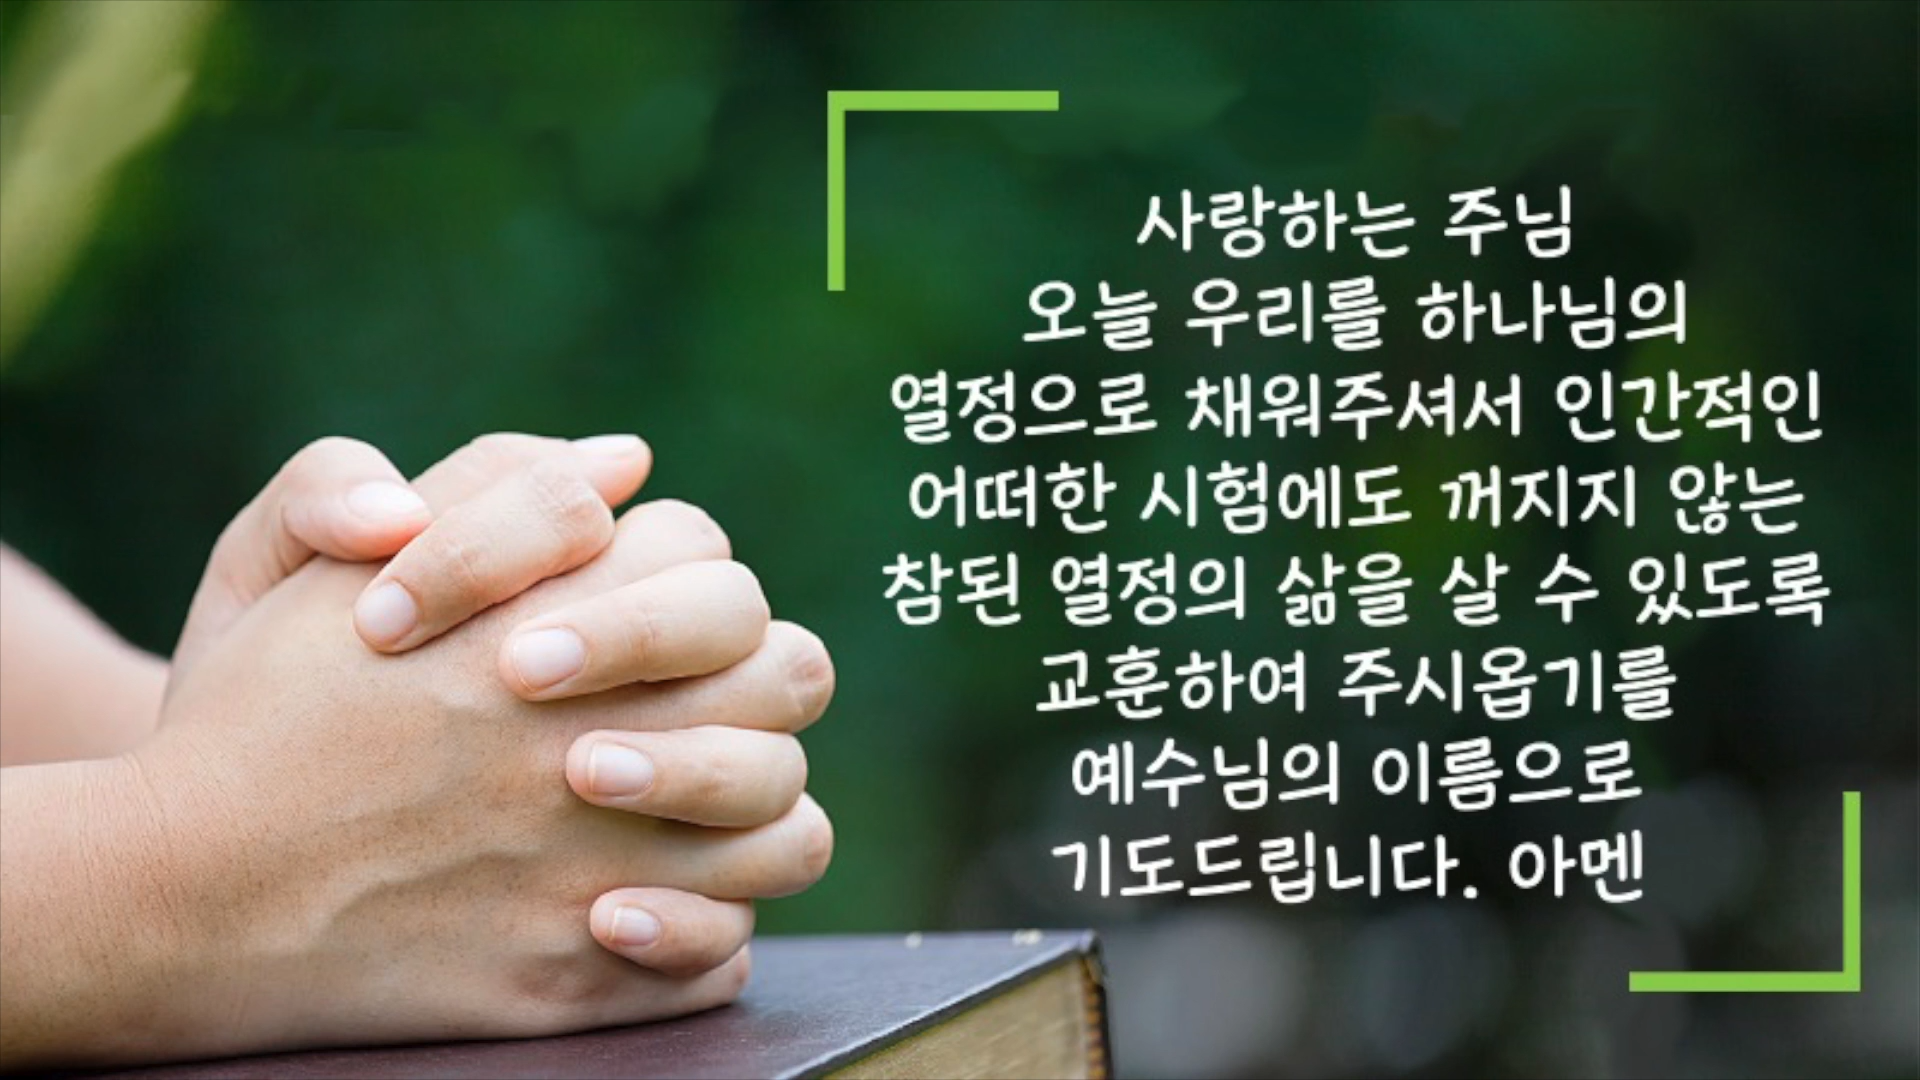 사랑하는 주님
오늘 우리를 하나님의
열정으로 채워주셔서 인간적인
어떠한 시험에도 꺼지지 않는
참된 열정의 삶을 살 수 있도록
교훈하여 주시옵기를
예수님의 이름으로
기도드립니다. 아멘